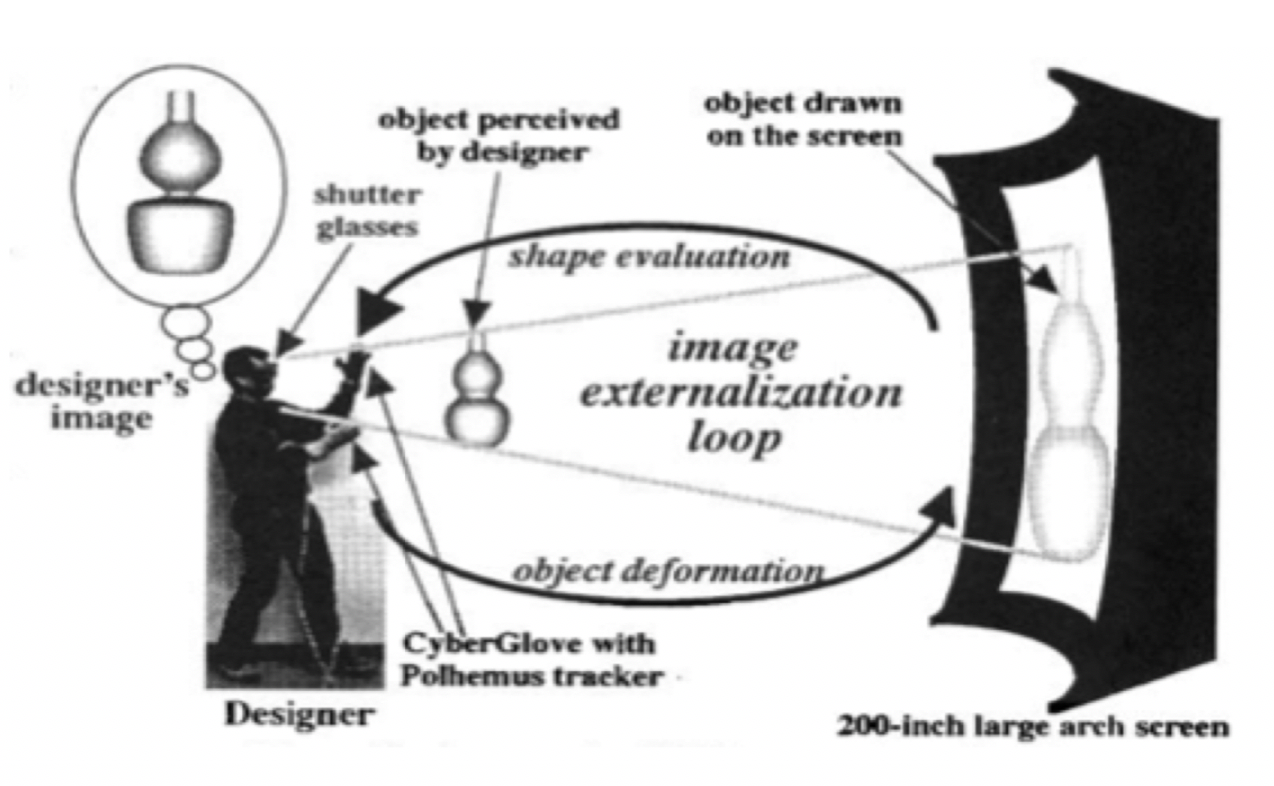 object perceived
by designer
object drawn
on the screen
shutter
glasses
shape evaluation
image
externalization
loop
designer's
image
object deformation
CyberGlove with
Polhemus tracker
Designer
200-inch large arch screen